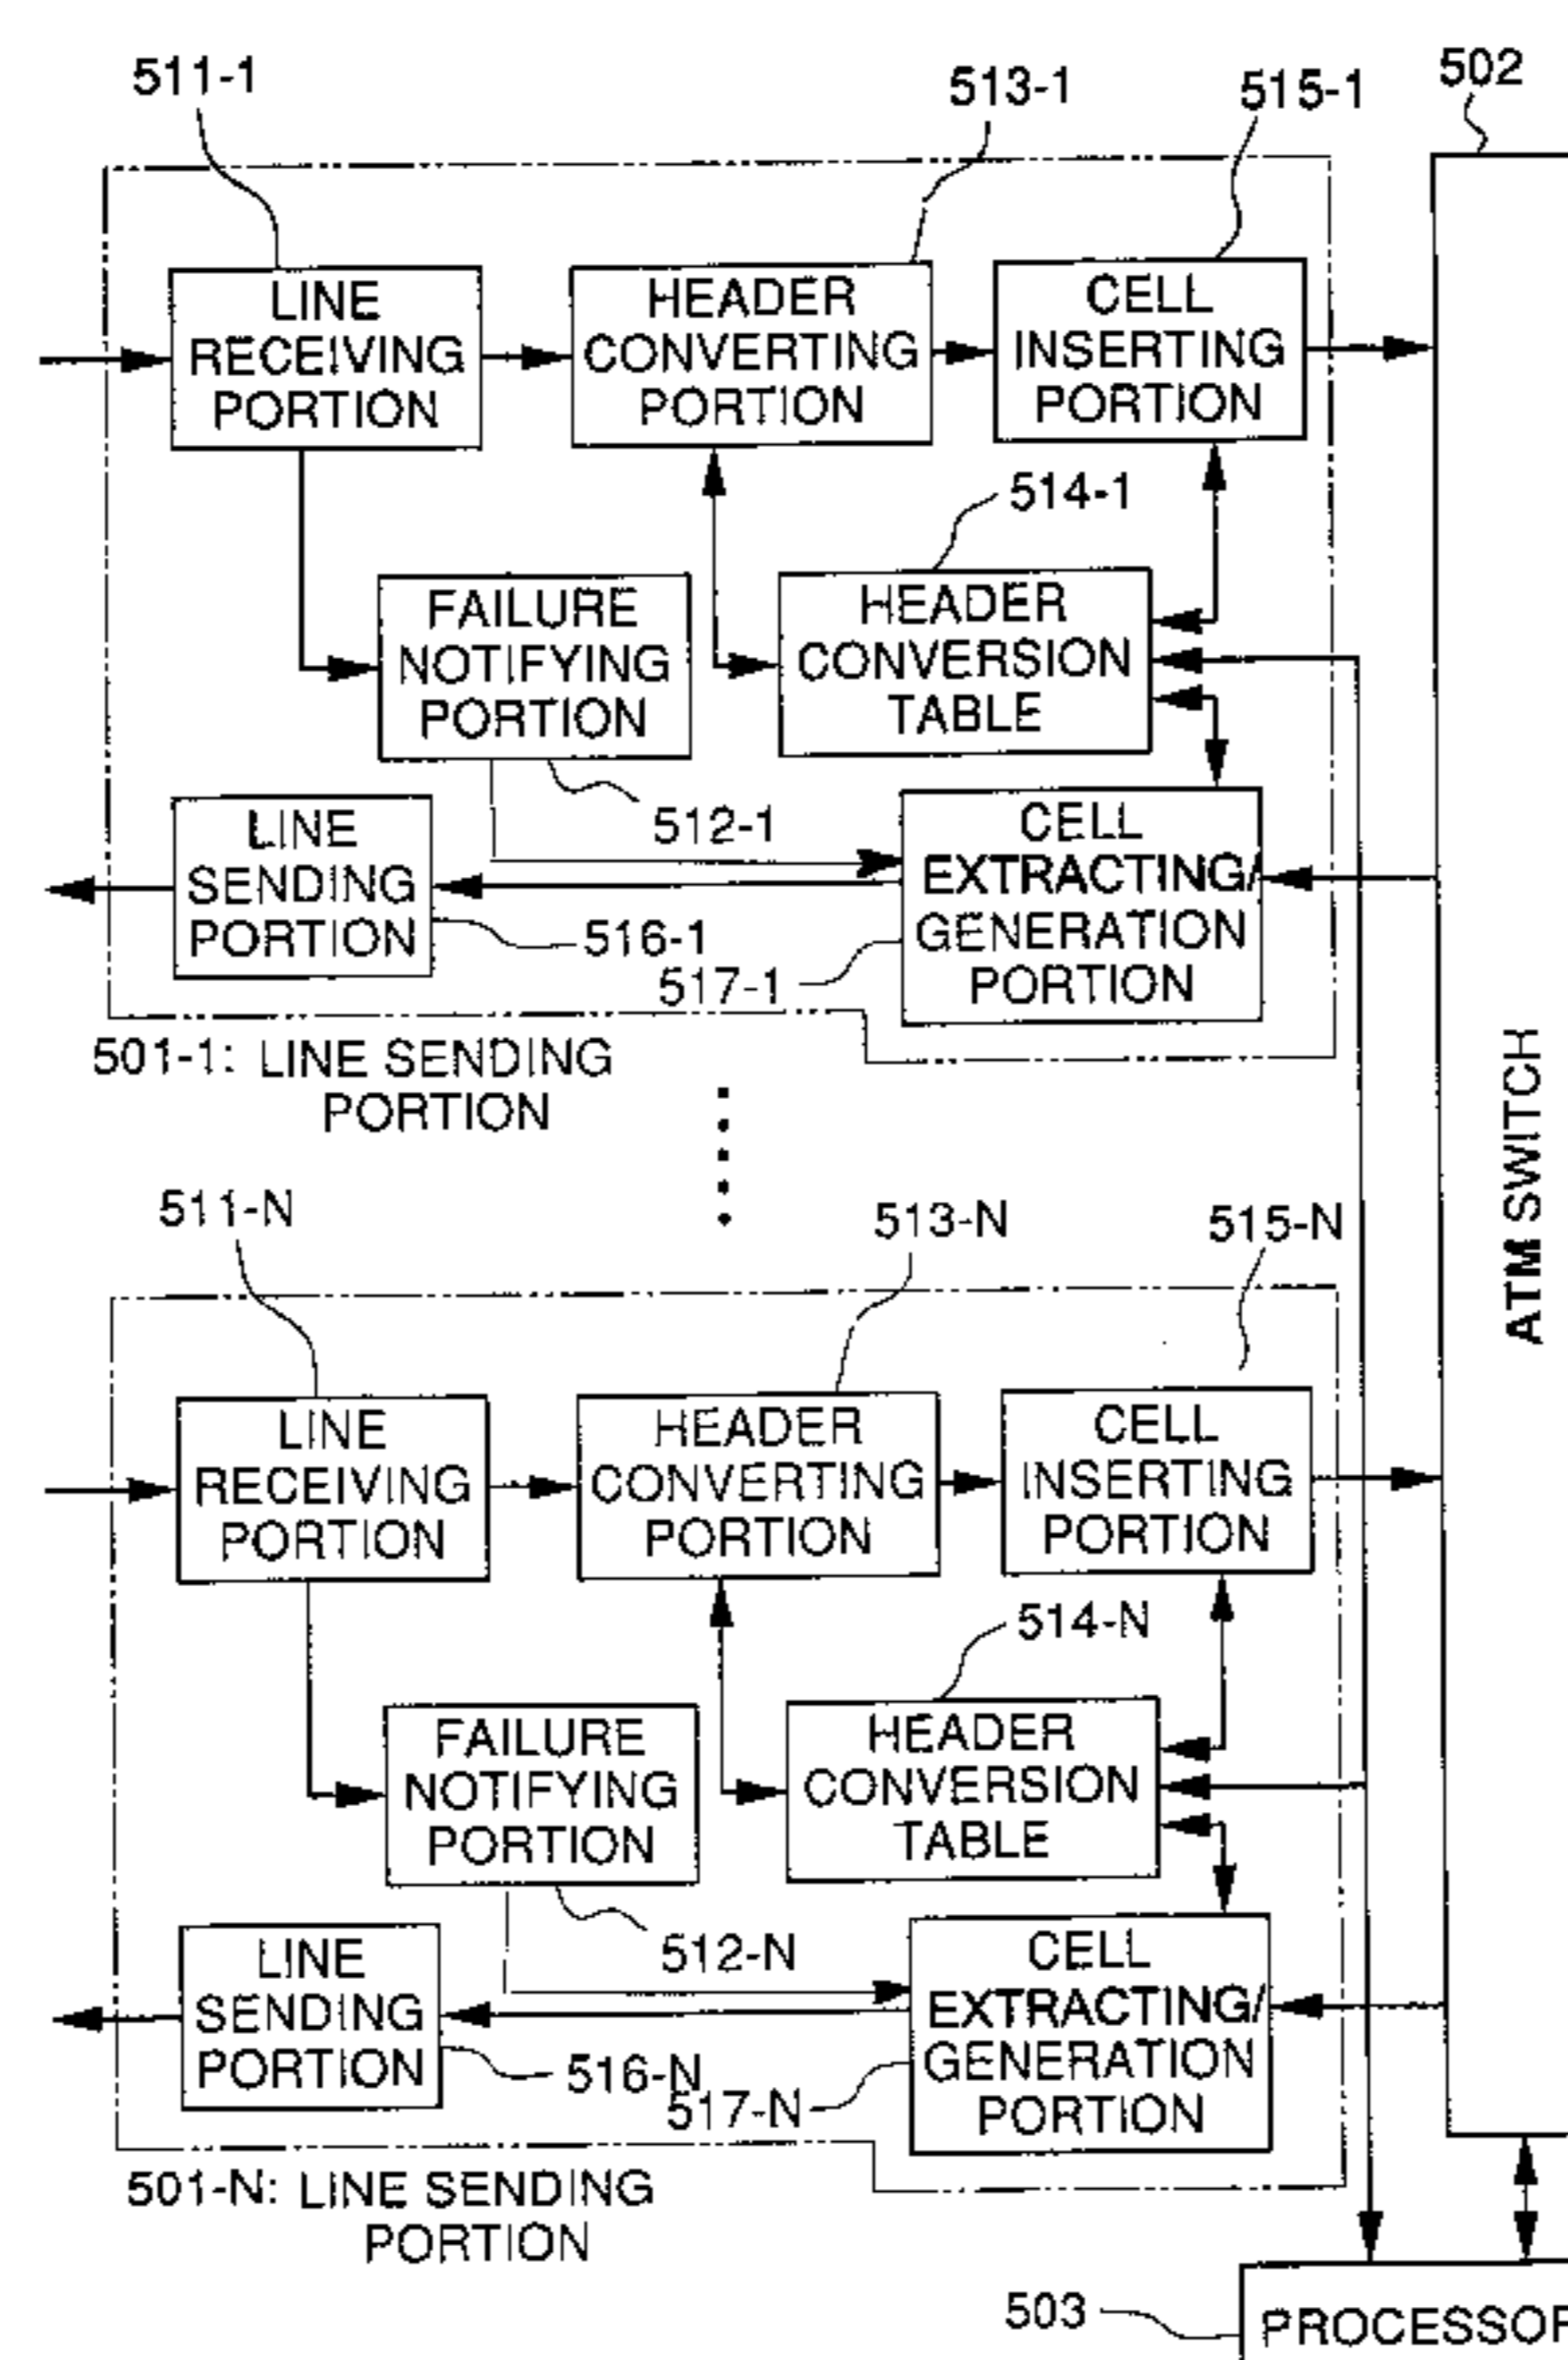 511-1
513-1
515-1
502
LINE
RECEIVING
PORTION
HEADER
CONVERTING
PORTION
CELL
INSERTING
PORTION
514-1
FAILURE
NOTIFYING
PORTION
HEADER
CONVERSION
TABLE
512-1
LINE
SENDING
PORTION
516-1
517-1
CELL
EXTRACTING/
GENERATION
PORTION
501-1: LINE SENDING
PORTION
ATM SWITCH
511-N
513-N
515-N
LINE
RECEIVING
PORTION
HEADER
CONVERTING
PORTION
CELL
INSERTING
PORTION
514-N
FAILURE
NOTIFYING
PORTION
HEADER
CONVERSION
TABLE
512-N
LINE
SENDING
PORTION
516-N
517-N
CELL
EXTRACTING/
GENERATION
PORTION
501-N: LINE SENDING
PORTION
503
PROCESSOR